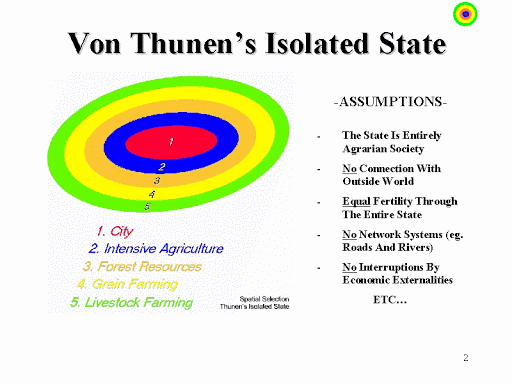 Von Thunen's Isolated State
1
2
3
4
5
1. City
2. Intensive Agriculture
3. Forest Resources
4. Grain Farming
5. Livestock Farming
Spatial Selection
Thunen's Isolated State
-ASSUMPTIONS-
- The State Is Entirely
Agrarian Society
- No Connection With
Outside World
- Equal Fertility Through
The Entire State
- No Network Systems (eg.
Roads And Rivers)
- No Interruptions By
Economic Externalities
ETC…
2